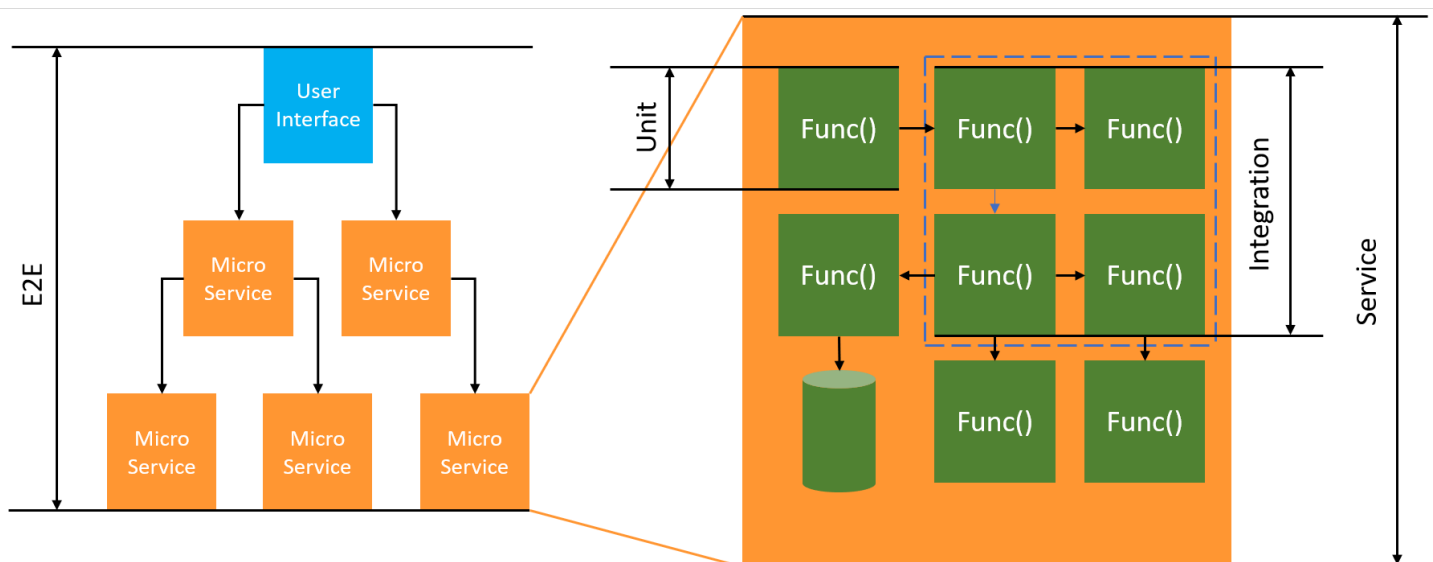 User
Interface
Micro
Service
Micro
Service
Micro
Service
Micro
Service
Micro
Service
E2E
Unit
Func()
Func()
Func()
Func()
Func()
Func()
Func()
Func()
Integration
Service